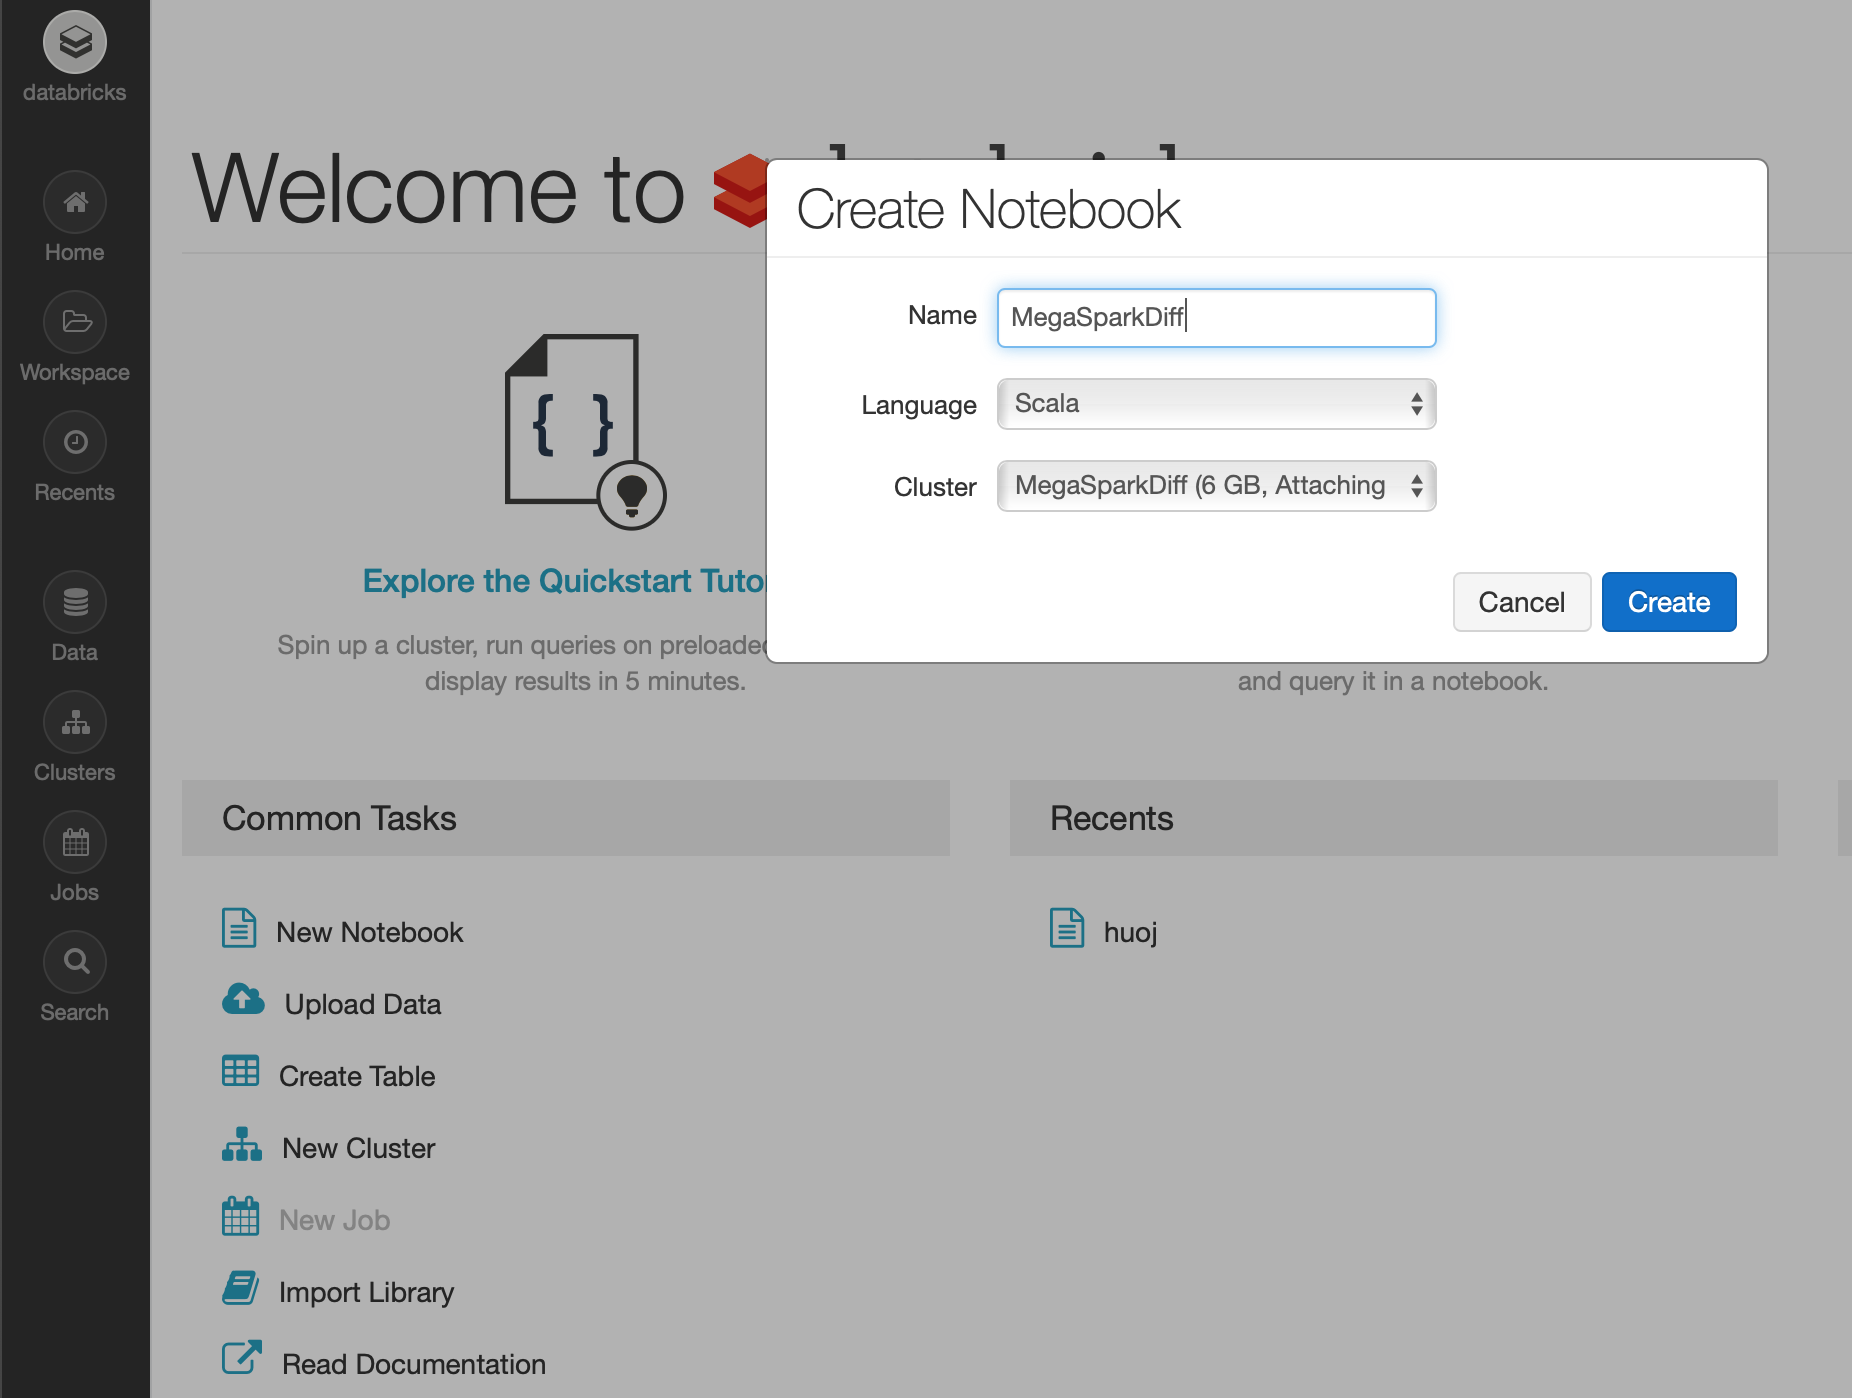 databricks
Home
Workspace
Recents
Data
Clusters
Jobs
Search
Welcome to
Create Notebook
Name MegaSparkDiff
Language Scala
Cluster MegaSparkDiff (6 GB, Attaching
Cancel Create
{ }
Explore the Quickstart
Spin up a cluster, run queries on
display results in 5 minutes.
and query it in a notebook.
Common Tasks
New Notebook
Upload Data
Create Table
New Cluster
New Job
Import Library
Read Documentation
Recents
huoj